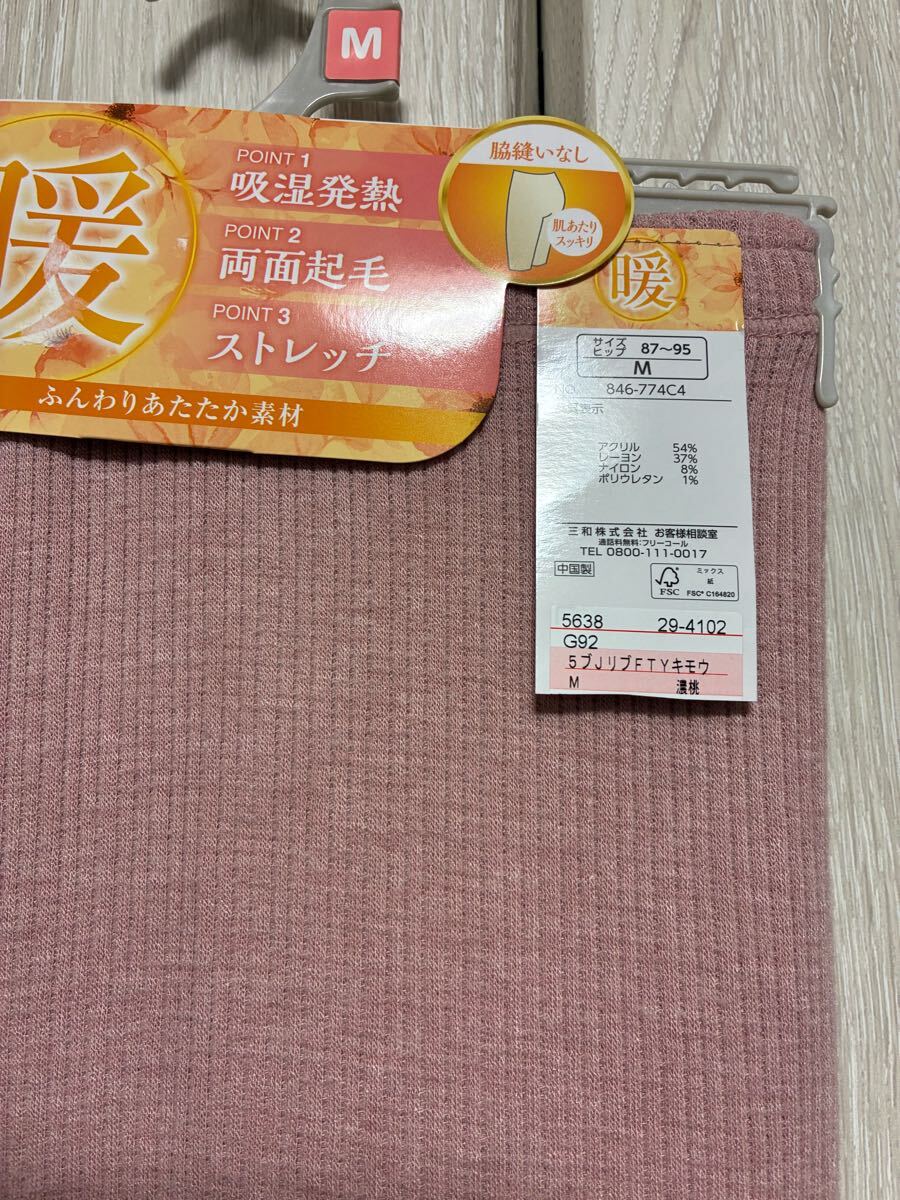 M
暖
POINT 1
吸湿発熱
POINT 2
両面起毛
POINT 3
ストレッチ
ふんわりあたたか素材
脇縫いなし
肌あたり
スッキリ
暖
サイズ
ヒップ 87〜95
M
NO. 846-774C4
表示
アクリル 54%
レーヨン 37%
ナイロン 8%
ポリウレタン 1%
三和株式会社 お客様相談室
通話料無料:フリーコール
TEL 0800-111-0017
中国製
FSC
ミックス
紙
FSC® C164820
5638 29-4102
G92
5ブJリブFTYキモウ
M 濃桃